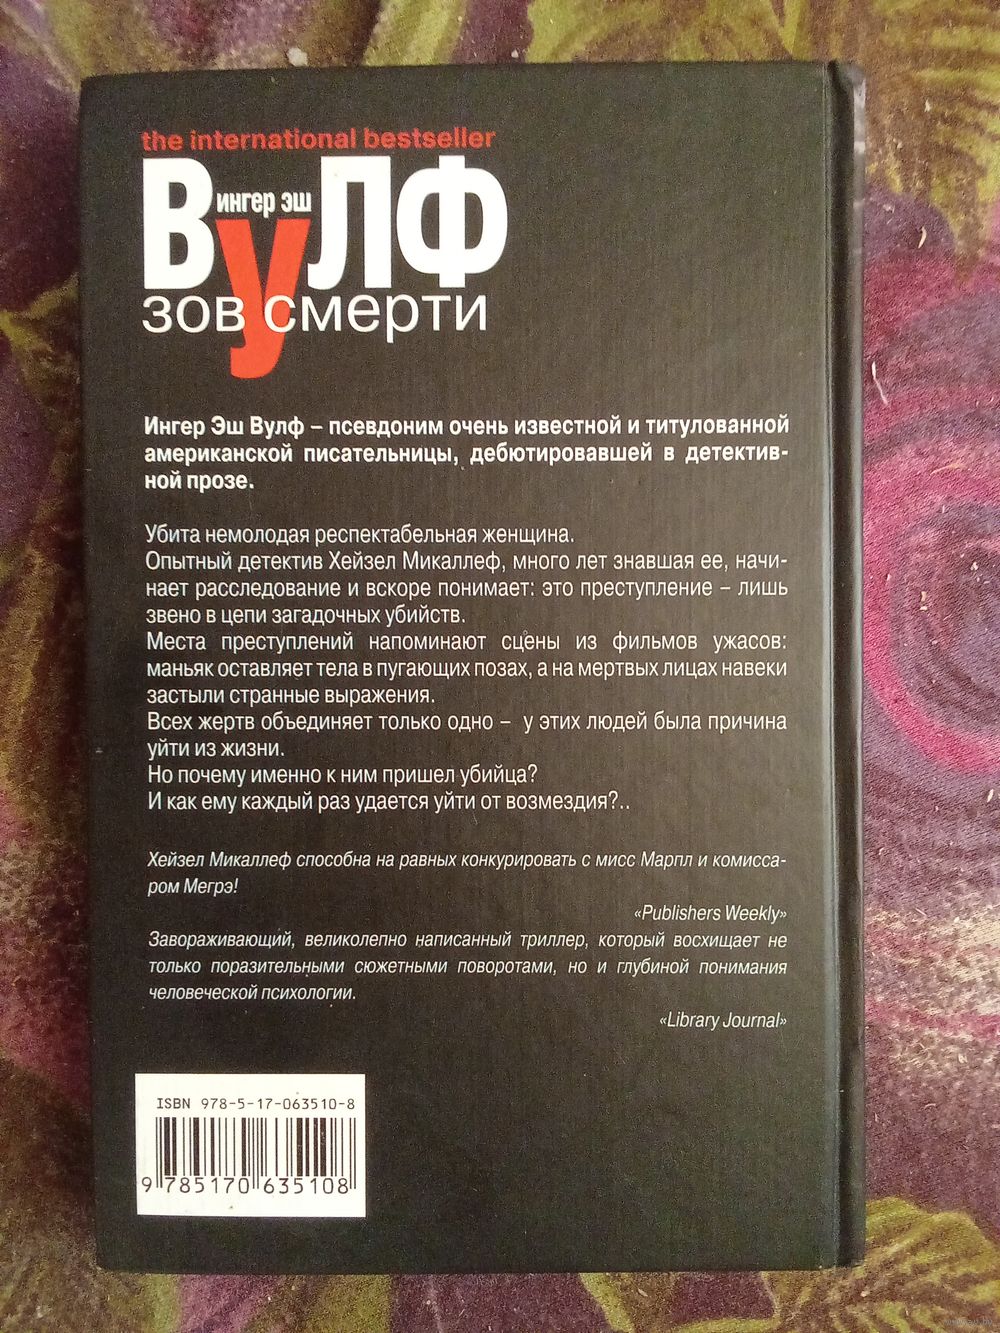 the international bestseller
ингер эш
Вулф
зов смерти
Ингер Эш Вулф – псевдоним очень известной и титулованной
американской писательницы, дебютировавшей в детектив-
ной прозе.
Убита немолодая респектабельная женщина.
Опытный детектив Хейзел Микаллеф, много лет знавшая ее, начи-
нает расследование и вскоре понимает: это преступление – лишь
звено в цепи загадочных убийств.
Места преступлений напоминают сцены из фильмов ужасов:
маньяк оставляет тела в пугающих позах, а на мертвых лицах навеки
застыли странные выражения.
Всех жертв объединяет только одно – у этих людей была причина
уйти из жизни.
Но почему именно к ним пришел убийца?
И как ему каждый раз удается уйти от возмездия?..
Хейзел Микаллеф способна на равных конкурировать с мисс Марпл и комисса-
ром Мегрэ!
«Publishers Weekly»
Завораживающий, великолепно написанный триллер, который восхищает не
только поразительными сюжетными поворотами, но и глубиной понимания
человеческой психологии.
«Library Journal»
ISBN 978-5-17-063510-8
9 785170 635108
www.ay.by